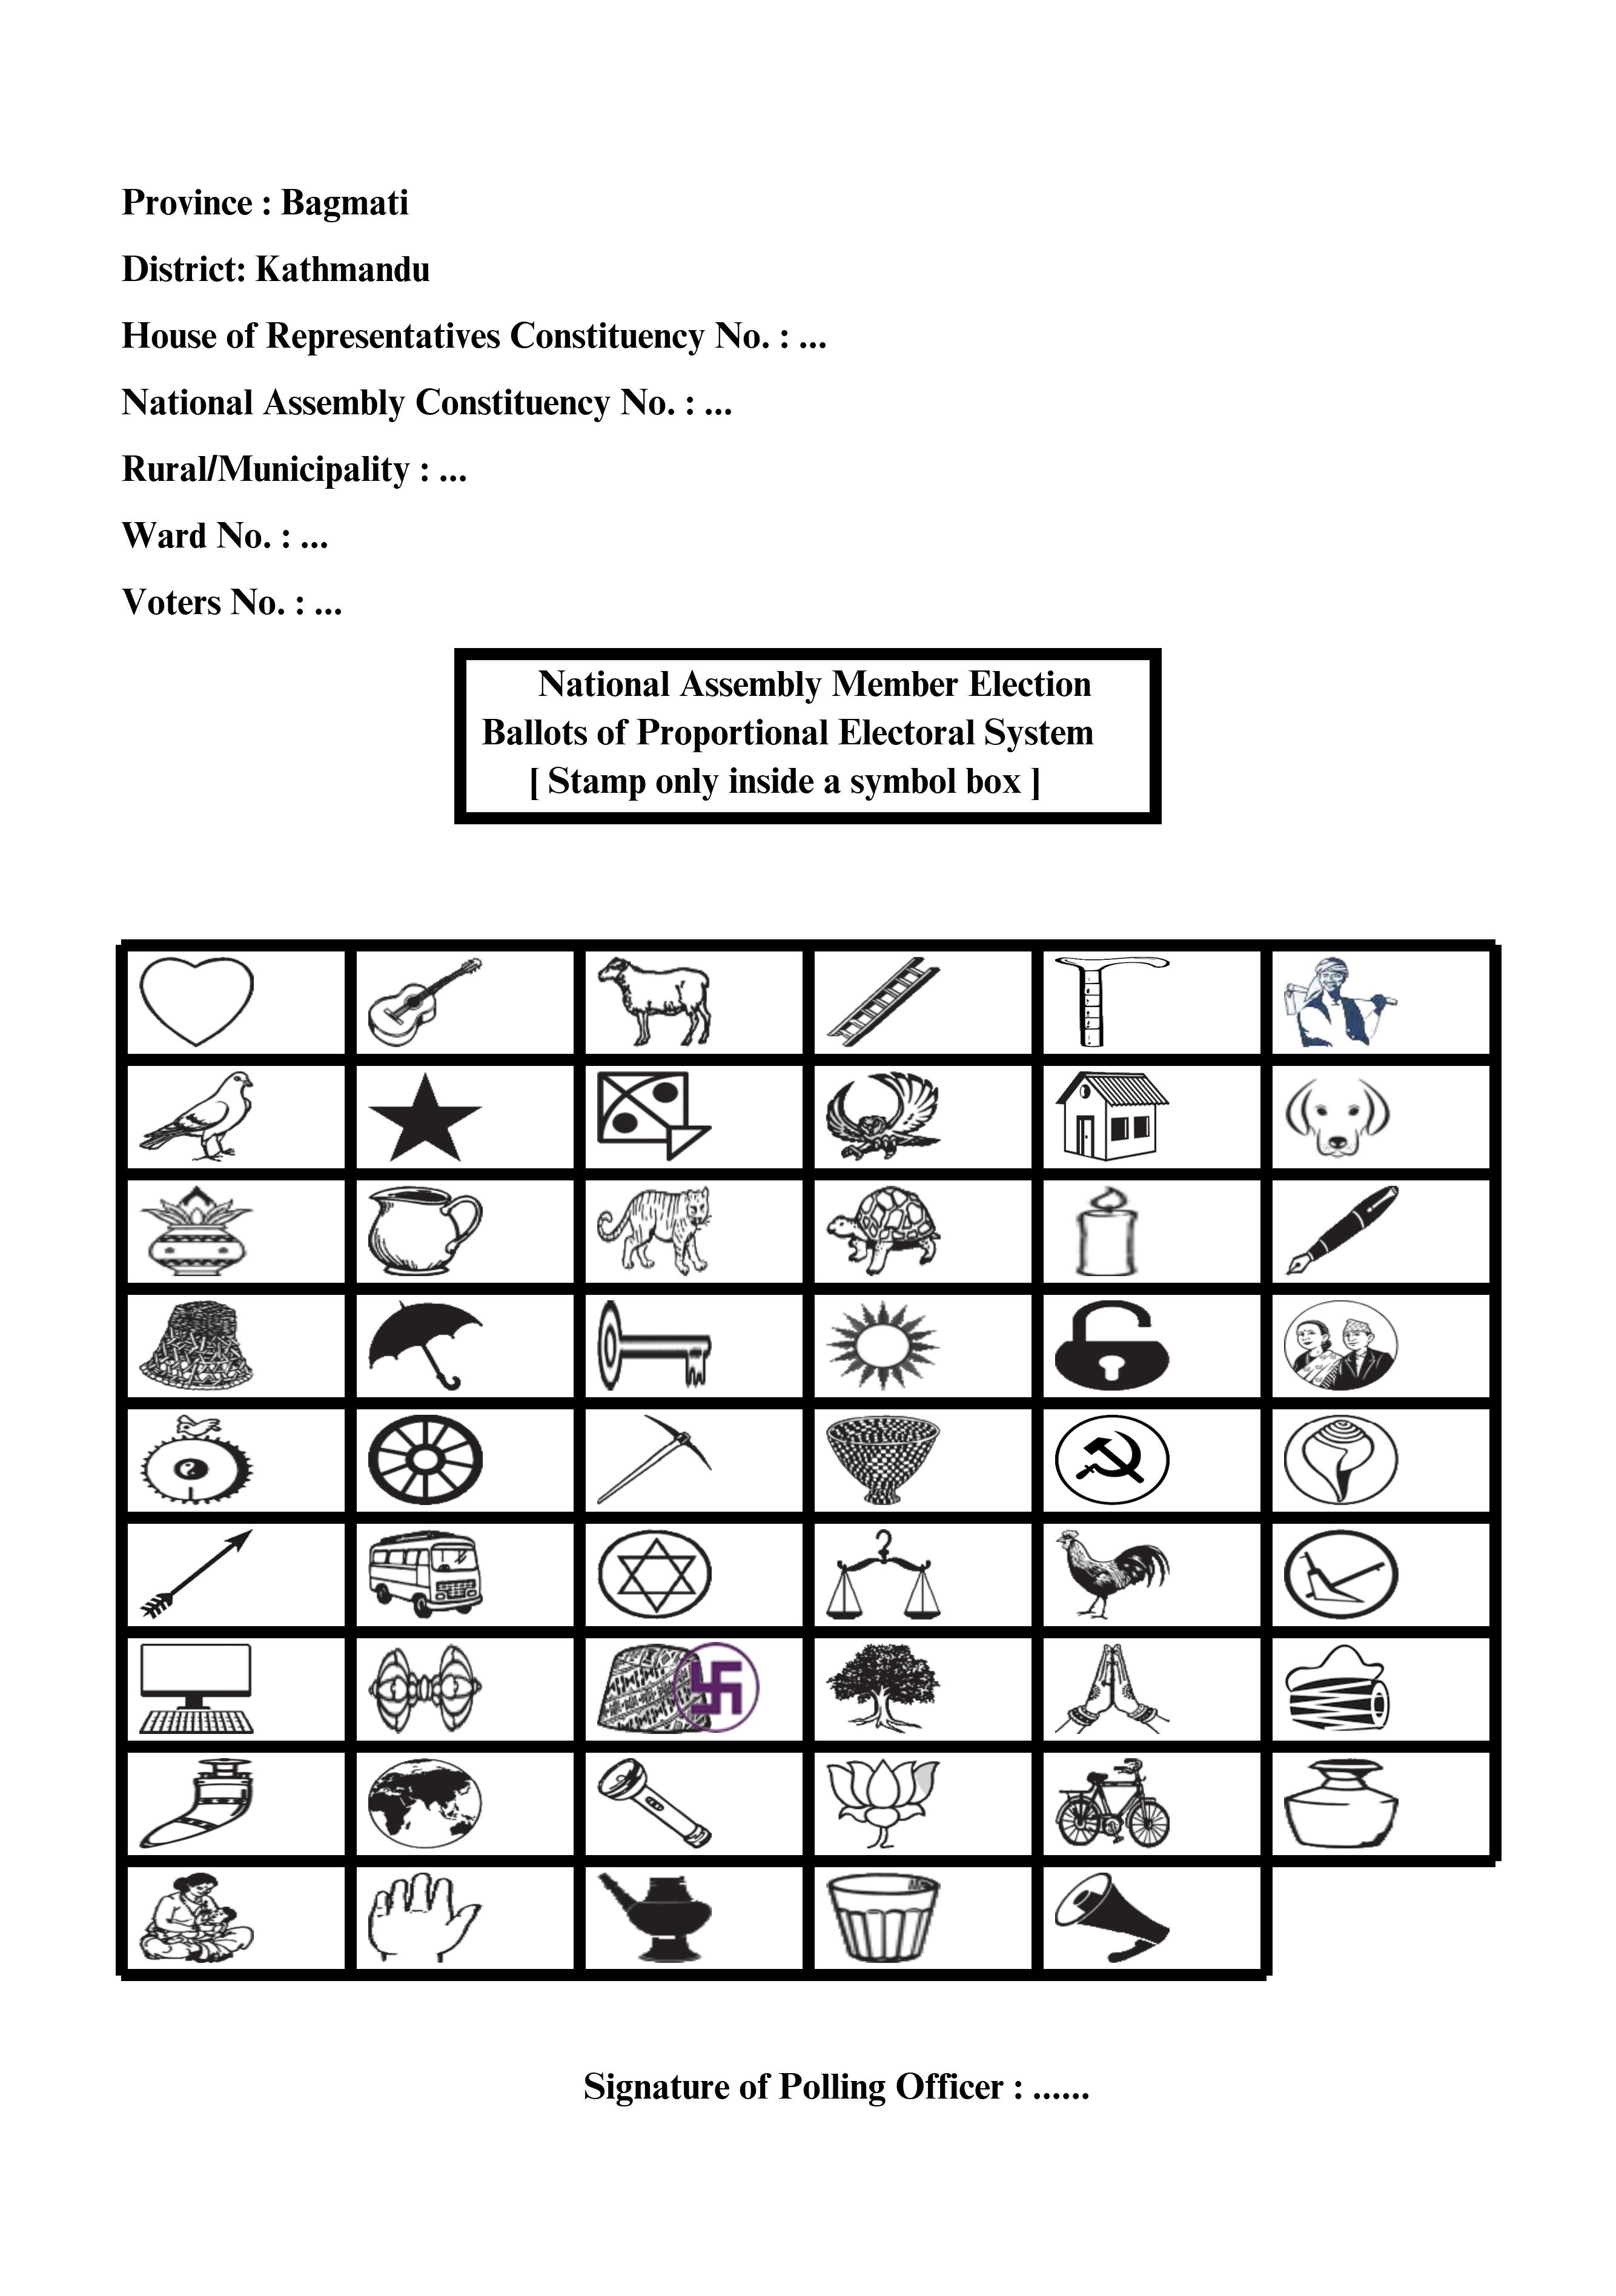 Province : Bagmati
District: Kathmandu
House of Representatives Constituency No. : ...
National Assembly Constituency No. : ...
Rural/Municipality : ...
Ward No. : ...
Voters No. : ...
National Assembly Member Election
Ballots of Proportional Electoral System
[ Stamp only inside a symbol box ]
Signature of Polling Officer : ......